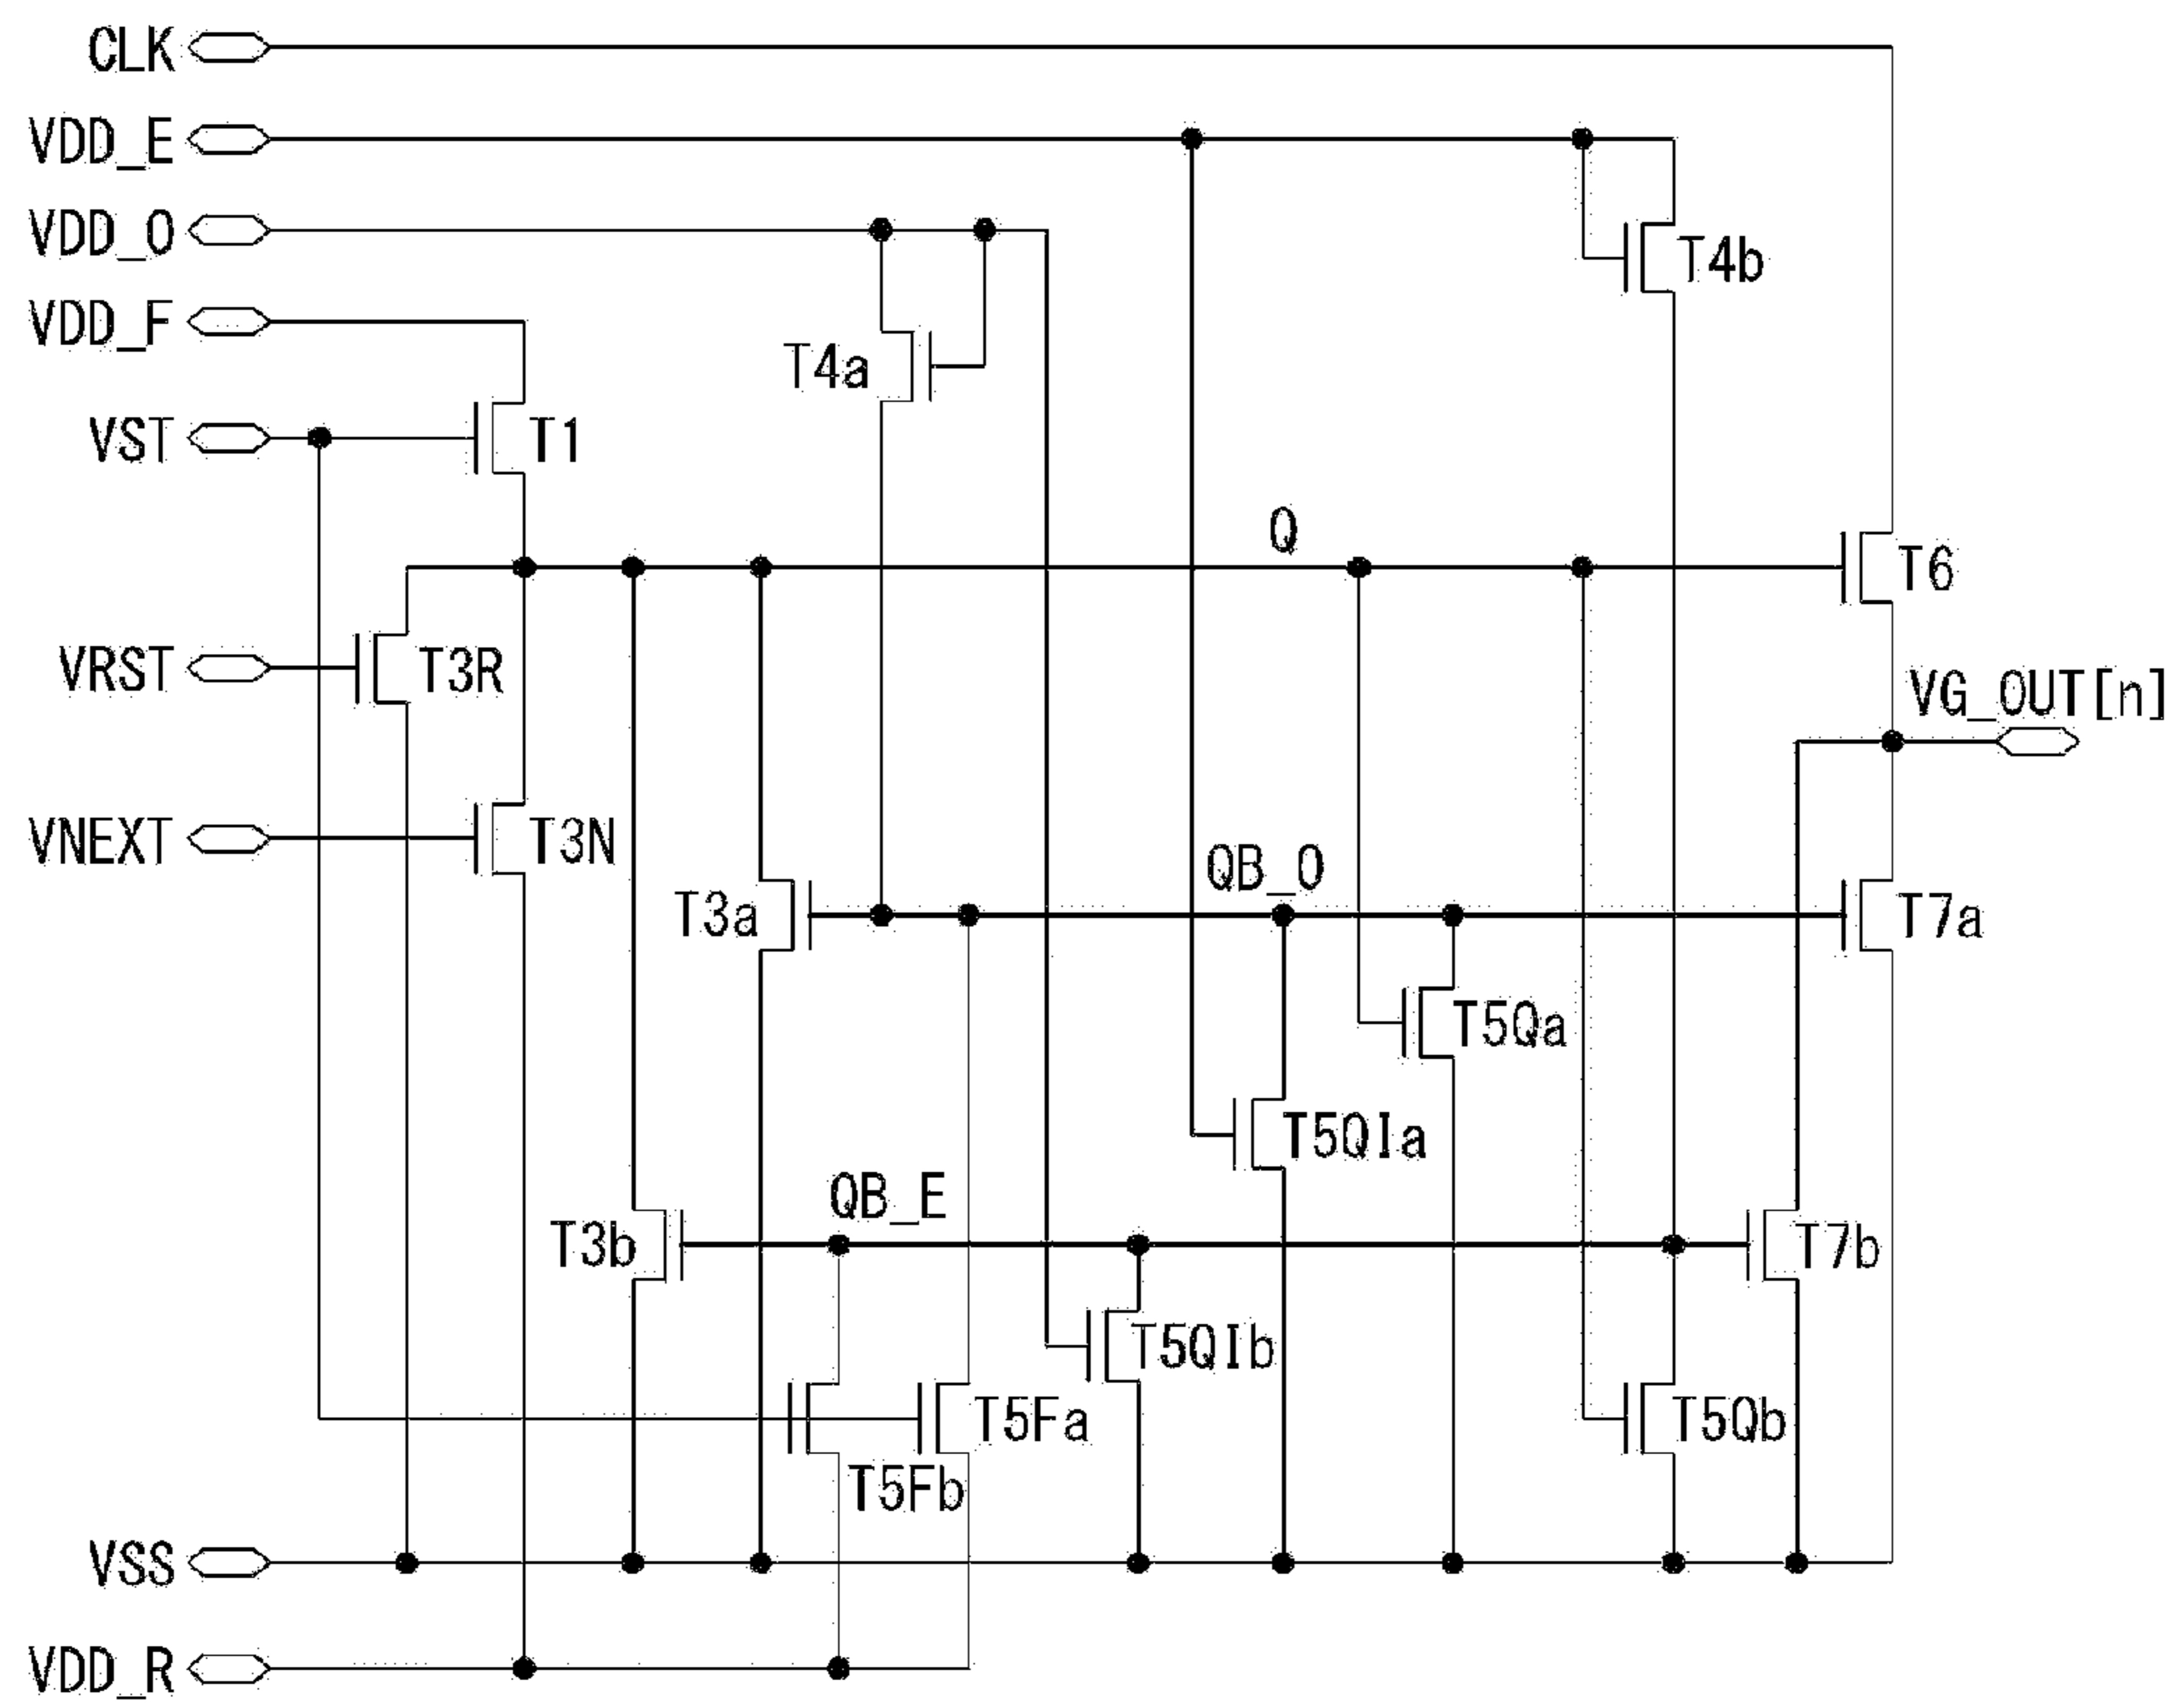 CLK
VDD_E
VDD_O
T4b
VDD_F
T4a
VST
T1
Q
T6
VRST
T3R
VG_OUT[n]
VNEXT
T3N
QB_O
T3a
T7a
T5Qa
T5QIa
QB_E
T3b
T7b
T5QIb
T5Fa
T5Qb
T5Fb
VSS
VDD_R